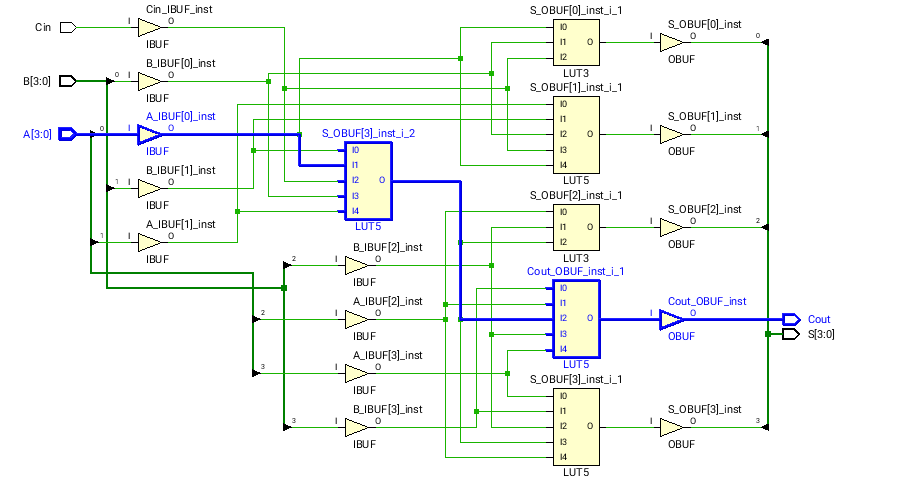 Cin
Cin_IBUF_inst
I O
IBUF
B[3:0]
0
B_IBUF[0]_inst
I O
IBUF
A[3:0]
0
A_IBUF[0]_inst
I O
IBUF
1
B_IBUF[1]_inst
I O
IBUF
1
A_IBUF[1]_inst
I O
IBUF
S_OBUF[3]_inst_i_2
I0
I1
I2 O
I3
I4
LUT5
2
B_IBUF[2]_inst
I O
IBUF
2
A_IBUF[2]_inst
I O
IBUF
3
A_IBUF[3]_inst
I O
IBUF
3
B_IBUF[3]_inst
I O
IBUF
S_OBUF[0]_inst_i_1
I0
I1 O
I2
LUT3
S_OBUF[1]_inst_i_1
I0
I1
I2 O
I3
I4
LUT5
S_OBUF[2]_inst_i_1
I0
I1 O
I2
LUT3
Cout_OBUF_inst_i_1
I0
I1
I2 O
I3
I4
LUT5
S_OBUF[3]_inst_i_1
I0
I1
I2 O
I3
I4
LUT5
S_OBUF[0]_inst
I O
OBUF
0
S_OBUF[1]_inst
I O
OBUF
1
S_OBUF[2]_inst
I O
OBUF
2
Cout_OBUF_inst
I O
OBUF
Cout
S[3:0]
S_OBUF[3]_inst
I O
OBUF
3